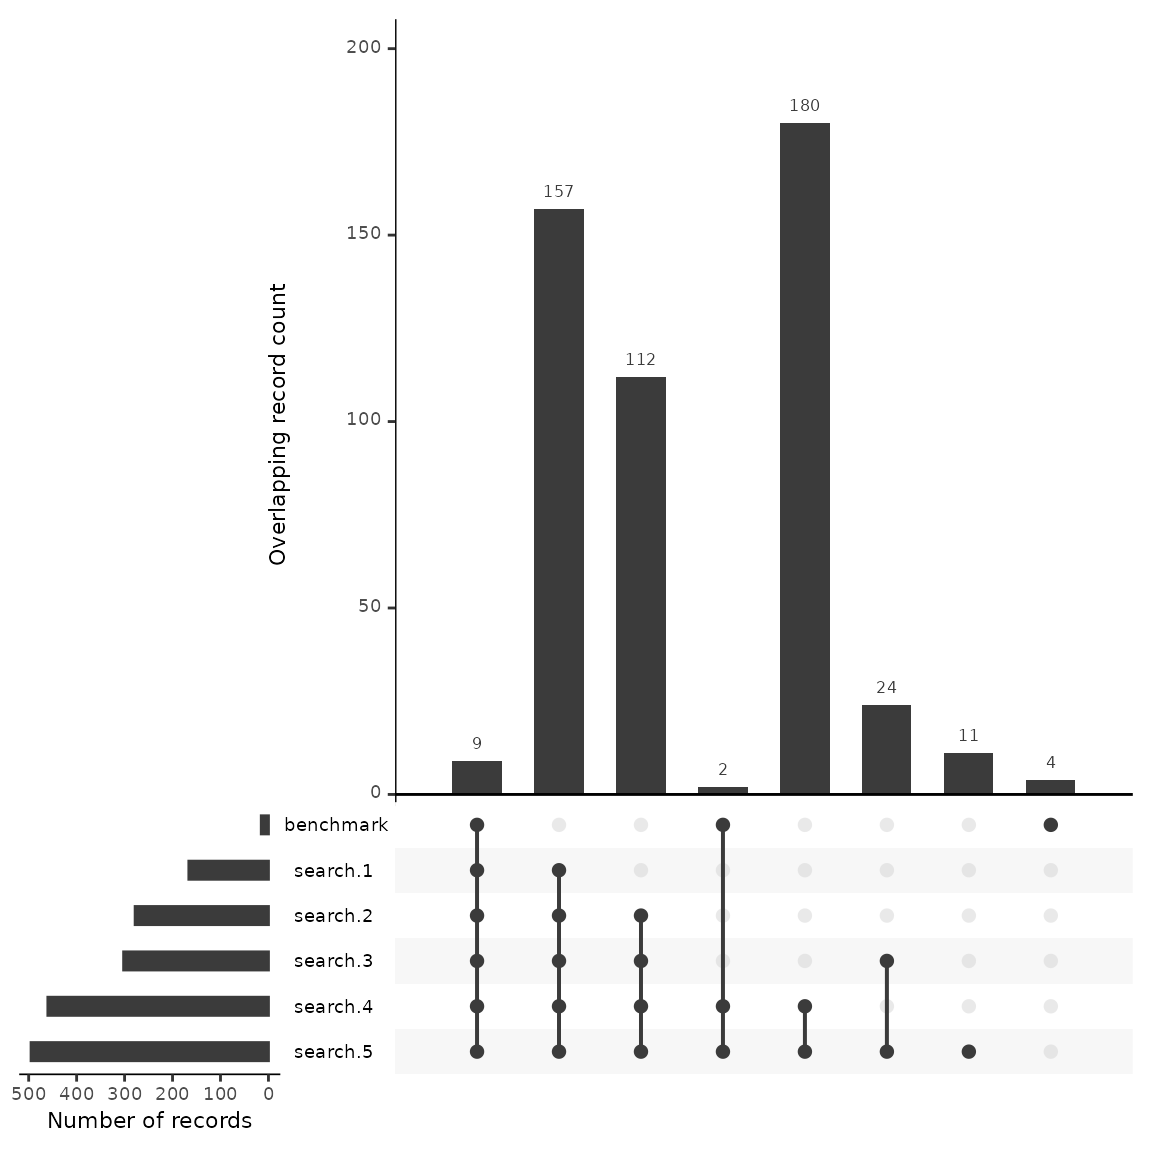 200
180
157
150
112
100
Overlapping record count
50
24
11
9
4
2
0
benchmark
search.1
search.2
search.3
search.4
search.5
500 400 300 200 100 0
Number of records